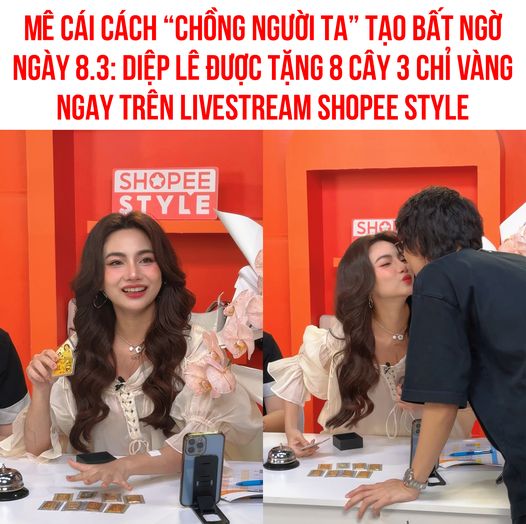 MÊ CÁI CÁCH “CHỒNG NGƯỜI TA” TẠO BẤT NGỜ
NGÀY 8.3: DIỆP LÊ ĐƯỢC TẶNG 8 CÂY 3 CHỈ VÀNG
NGAY TRÊN LIVESTREAM SHOPEE STYLE
SHOPEE
STYLE
SHOPEE